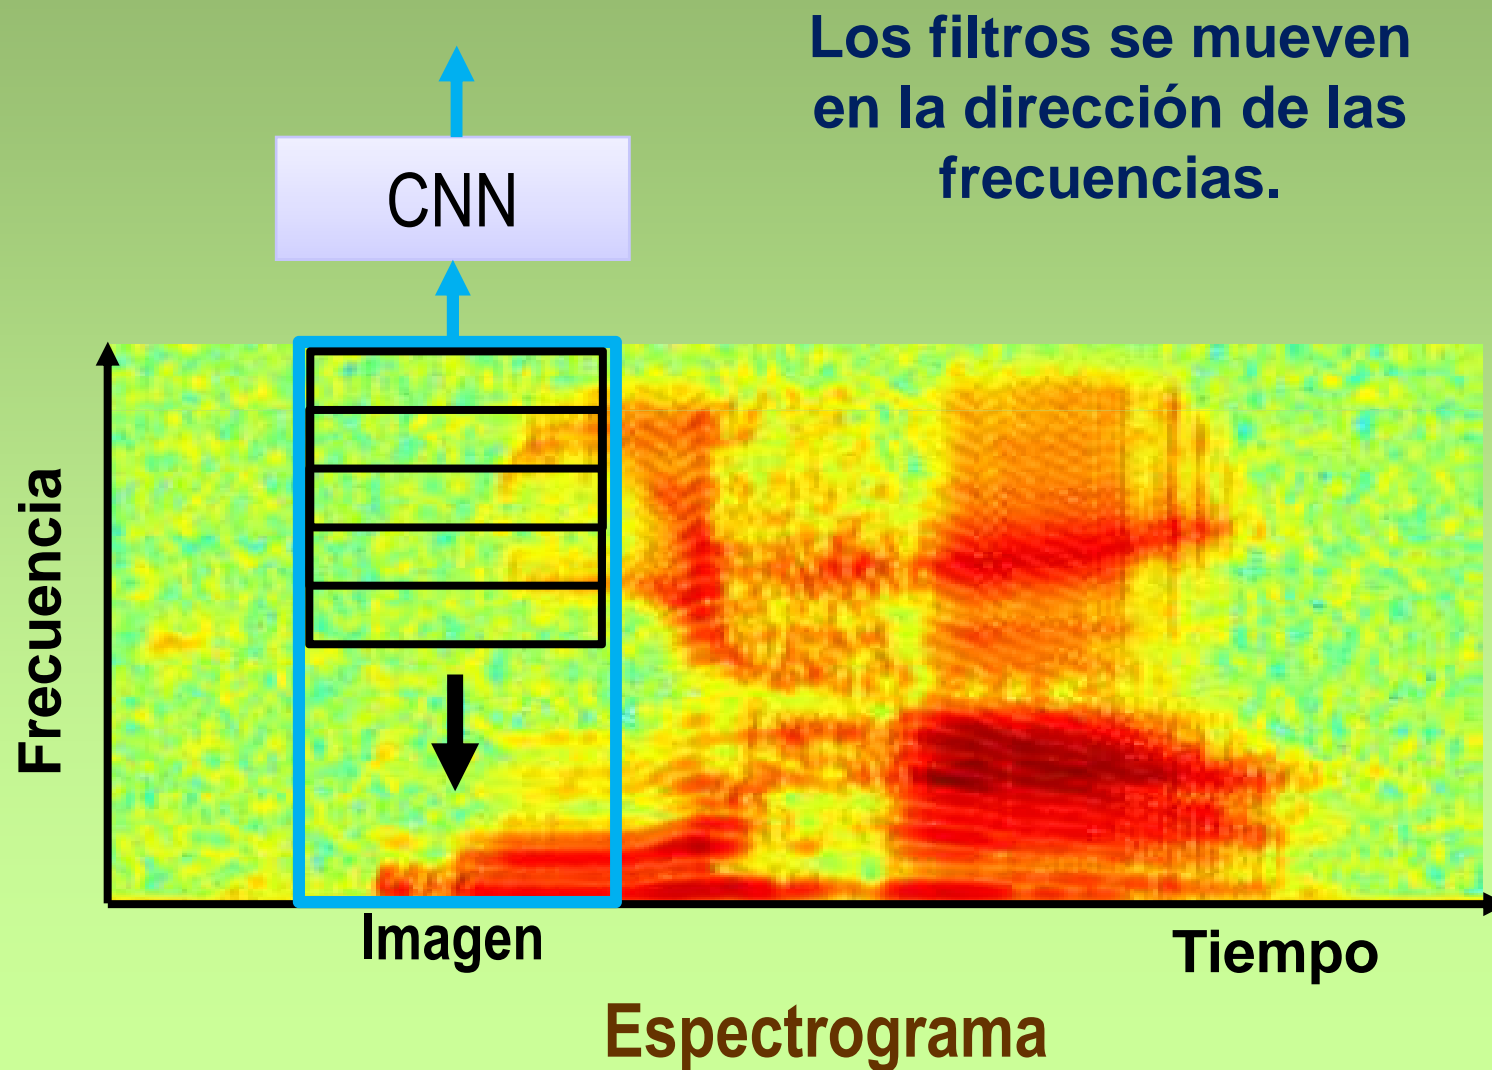 Los filtros se mueven
en la dirección de las
frecuencias.
CNN
Frecuencia
Imagen
Tiempo
Espectrograma